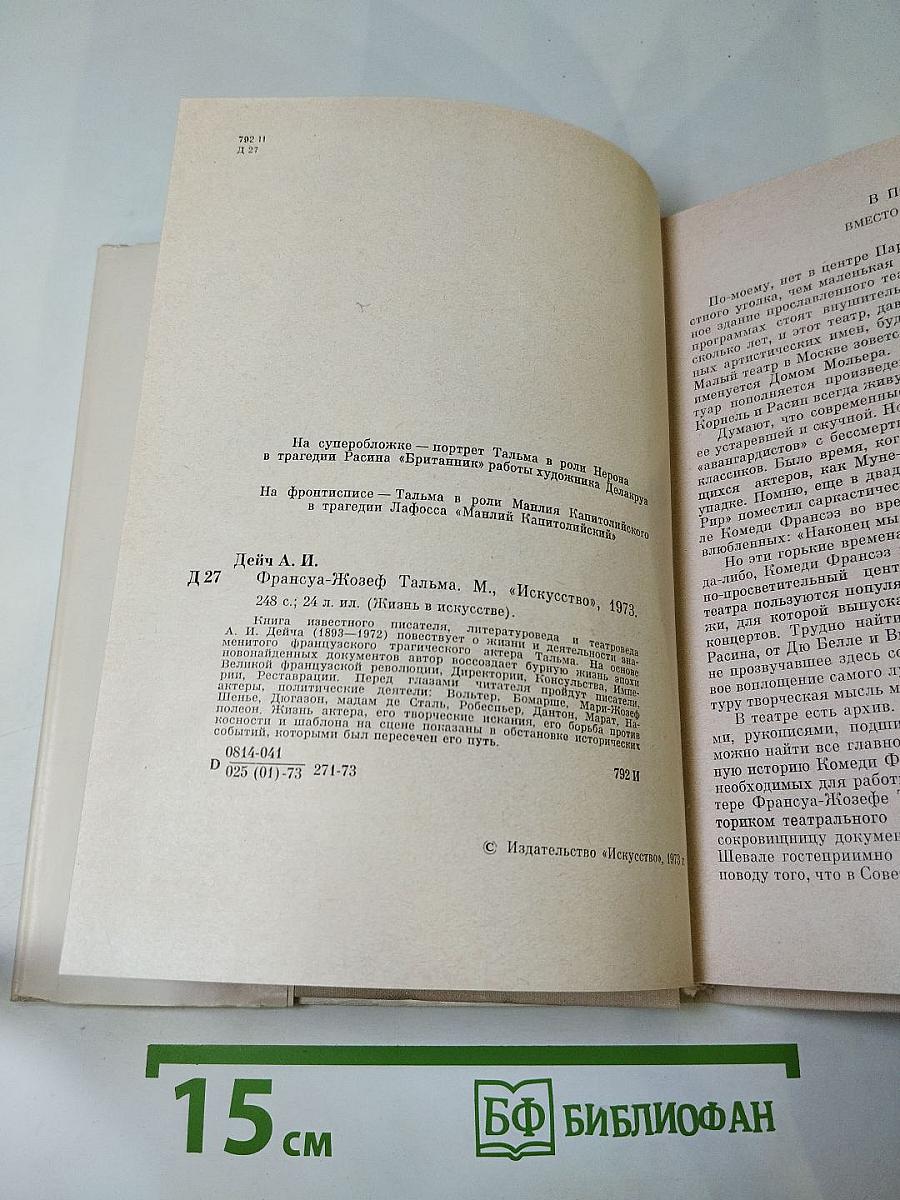 792 И
Д 27
На суперобложке — портрет Тальма в роли Нерона
в трагедии Расина «Британник» работы художника Делакруа
На фронтисписе — Тальма в роли Манлия Капитолийского
в трагедии Лафосса «Манлий Капитолийский»
Дейч А. И.
Д 27 Франсуа-Жозеф Тальма. М., «Искусство», 1973.
248 с.; 24 л. ил. (Жизнь в искусстве).
Книга известного писателя, литературоведа и театроведа
А. И. Дейча (1893—1972) повествует о жизни и деятельности зна-
менитого французского трагического актера Тальма. На основе
новонайденных документов автор воссоздает бурную жизнь эпохи
Великой французской революции, Директории, Консульства, Импе-
рии, Реставрации. Перед глазами читателя пройдут писатели,
актеры, политические деятели: Вольтер, Бомарше, Мари-Жозеф
Шенье, Дюгазон, мадам де Сталь, Робеспьер, Дантон, Марат, На-
полеон. Жизнь актера, его творческие искания, его борьба против
косности и шаблона на сцене показаны в обстановке исторических
событий, которыми был пересечен его путь.
0814-041
D 025 (01)-73 271-73 792 И
© Издательство «Искусство», 1973 г.
В П
ВМЕСТО
По-моему, нет в центре Пар
стного уголка, чем маленькая
ное здание прославленного теа
программах стоят внушитель
сколько лет, и этот театр, дав
ных артистических имен, буд
Малый театр в Москве зоветс
именуется Домом Мольера.
туар пополняется произведе
Корнель и Расин всегда живу
Думают, что современны
ее устаревшей и скучной. Но
«авангардистов» с бессмерт
классиков. Было время, ког
щихся актеров, как Муне-
упадке. Помню, еще в двад
Рир» поместил саркастичес
ле Комеди Франсэз во вре
влюбленных: «Наконец мы
Но эти горькие времена
да-либо, Комеди Франсэз
но-просветительный цент
театра пользуются популя
жи, для которой выпуска
концертов. Трудно найти
Расина, от Дю Белле и Ви
не прозвучавшее здесь со
вое воплощение самого лу
туру творческая мысль м
В театре есть архив.
ми, рукописями, подпи
можно найти все главно
ную историю Комеди Ф
необходимых для работ
тере Франсуа-Жозефе Т
ториком театрального
сокровищницу докумен
Шевале гостеприимно
поводу того, что в Сове
15 см
БФ БИБЛИОФАН